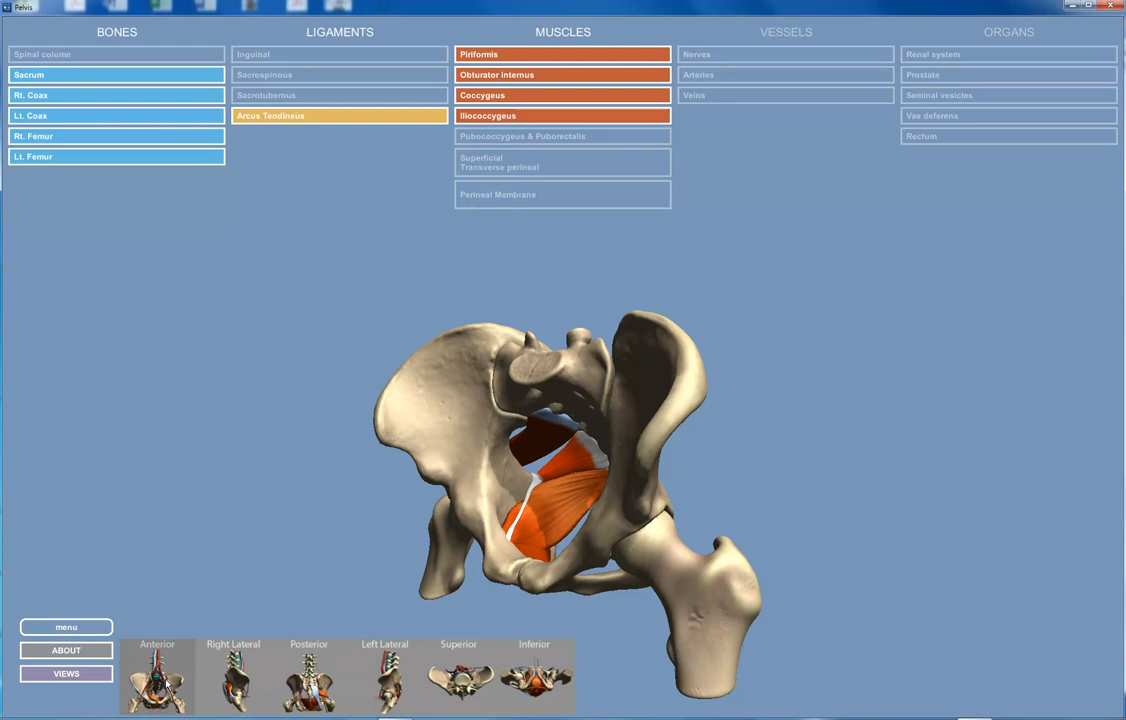 Pelvis
BONES
Spinal column
Sacrum
Rt. Coax
Lt. Coax
Rt. Femur
Lt. Femur
LIGAMENTS
Inguinal
Sacrospinous
Sacrotuberous
Arcus Tendineus
MUSCLES
Piriformis
Obturator internus
Coccygeus
Iliococcygeus
Pubococcygeus & Puborectalis
Superficial
Transverse perineal
Perineal Membrane
VESSELS
Nerves
Arteries
Veins
ORGANS
Renal system
Prostate
Seminal vesicles
Vas deferens
Rectum
menu
ABOUT
VIEWS
Anterior
Right Lateral
Posterior
Left Lateral
Superior
Inferior